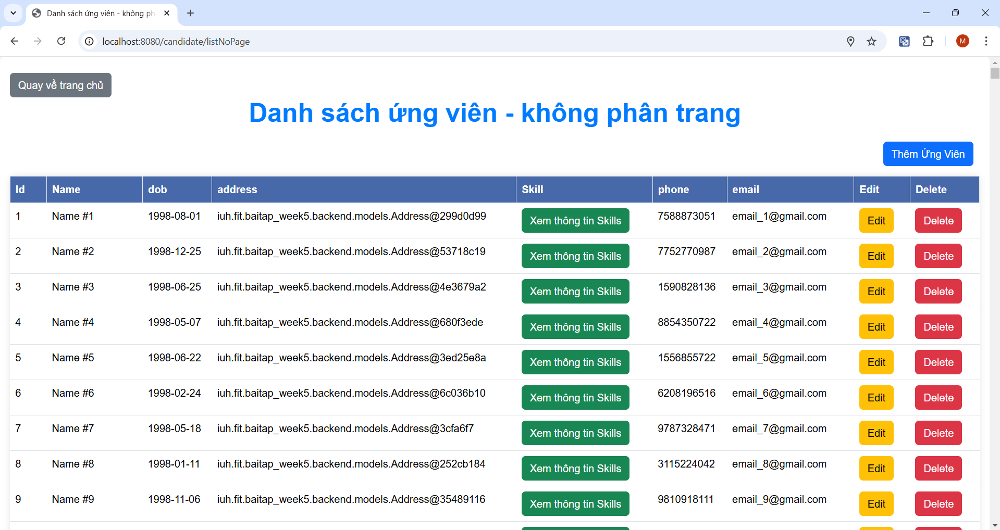 Danh sách ứng viên - không ph
localhost:8080/candidate/listNoPage
M
Quay về trang chủ
Danh sách ứng viên - không phân trang
Thêm Ứng Viên
Id Name dob address Skill phone email Edit Delete
1 Name #1 1998-08-01 iuh.fit.baitap_week5.backend.models.Address@299d0d99 Xem thông tin Skills 7588873051 email_1@gmail.com Edit Delete
2 Name #2 1998-12-25 iuh.fit.baitap_week5.backend.models.Address@53718c19 Xem thông tin Skills 7752770987 email_2@gmail.com Edit Delete
3 Name #3 1998-06-25 iuh.fit.baitap_week5.backend.models.Address@4e3679a2 Xem thông tin Skills 1590828136 email_3@gmail.com Edit Delete
4 Name #4 1998-05-07 iuh.fit.baitap_week5.backend.models.Address@680f3ede Xem thông tin Skills 8854350722 email_4@gmail.com Edit Delete
5 Name #5 1998-06-22 iuh.fit.baitap_week5.backend.models.Address@3ed25e8a Xem thông tin Skills 1556855722 email_5@gmail.com Edit Delete
6 Name #6 1998-02-24 iuh.fit.baitap_week5.backend.models.Address@6c036b10 Xem thông tin Skills 6208196516 email_6@gmail.com Edit Delete
7 Name #7 1998-05-18 iuh.fit.baitap_week5.backend.models.Address@3cfa6f7 Xem thông tin Skills 9787328471 email_7@gmail.com Edit Delete
8 Name #8 1998-01-11 iuh.fit.baitap_week5.backend.models.Address@252cb184 Xem thông tin Skills 3115224042 email_8@gmail.com Edit Delete
9 Name #9 1998-11-06 iuh.fit.baitap_week5.backend.models.Address@35489116 Xem thông tin Skills 9810918111 email_9@gmail.com Edit Delete